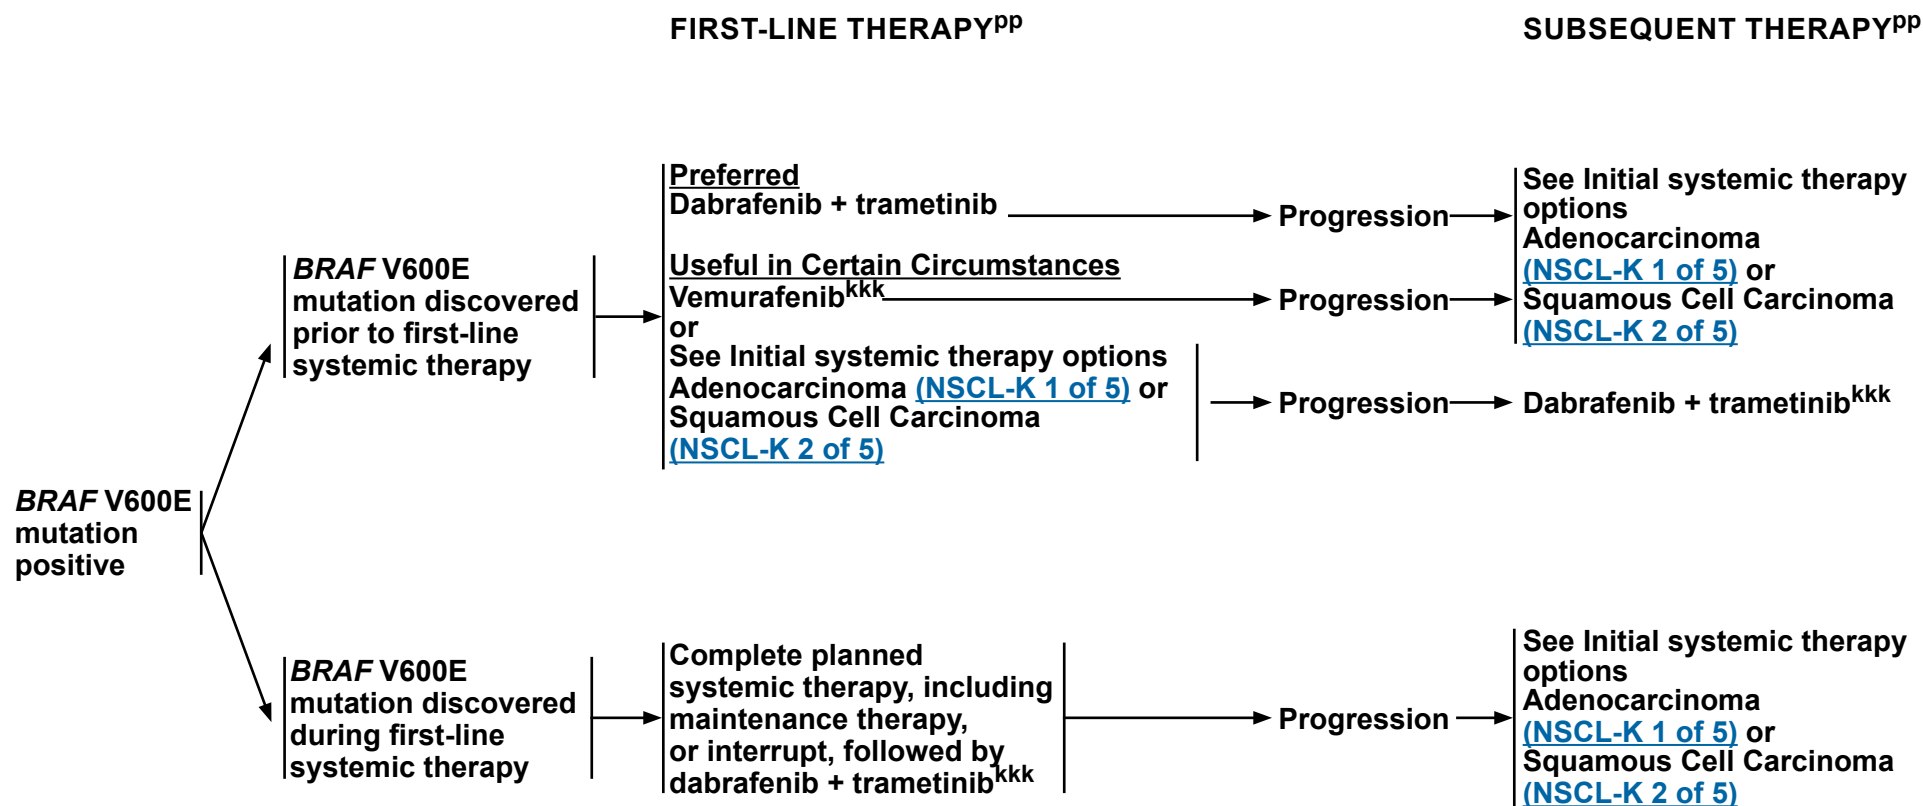 FIRST-LINE THERAPYpp
SUBSEQUENT THERAPYpp
BRAF V600E
mutation
positive
BRAF V600E
mutation discovered
prior to first-line
systemic therapy
Preferred
Dabrafenib + trametinib
Useful in Certain Circumstances
Vemurafenibkkk
or
See Initial systemic therapy options
Adenocarcinoma (NSCL-K 1 of 5) or
Squamous Cell Carcinoma
(NSCL-K 2 of 5)
Progression
Progression
Progression
See Initial systemic therapy
options
Adenocarcinoma
(NSCL-K 1 of 5) or
Squamous Cell Carcinoma
(NSCL-K 2 of 5)
Dabrafenib + trametinibkkk
BRAF V600E
mutation discovered
during first-line
systemic therapy
Complete planned
systemic therapy, including
maintenance therapy,
or interrupt, followed by
dabrafenib + trametinibkkk
Progression
See Initial systemic therapy
options
Adenocarcinoma
(NSCL-K 1 of 5) or
Squamous Cell Carcinoma
(NSCL-K 2 of 5)